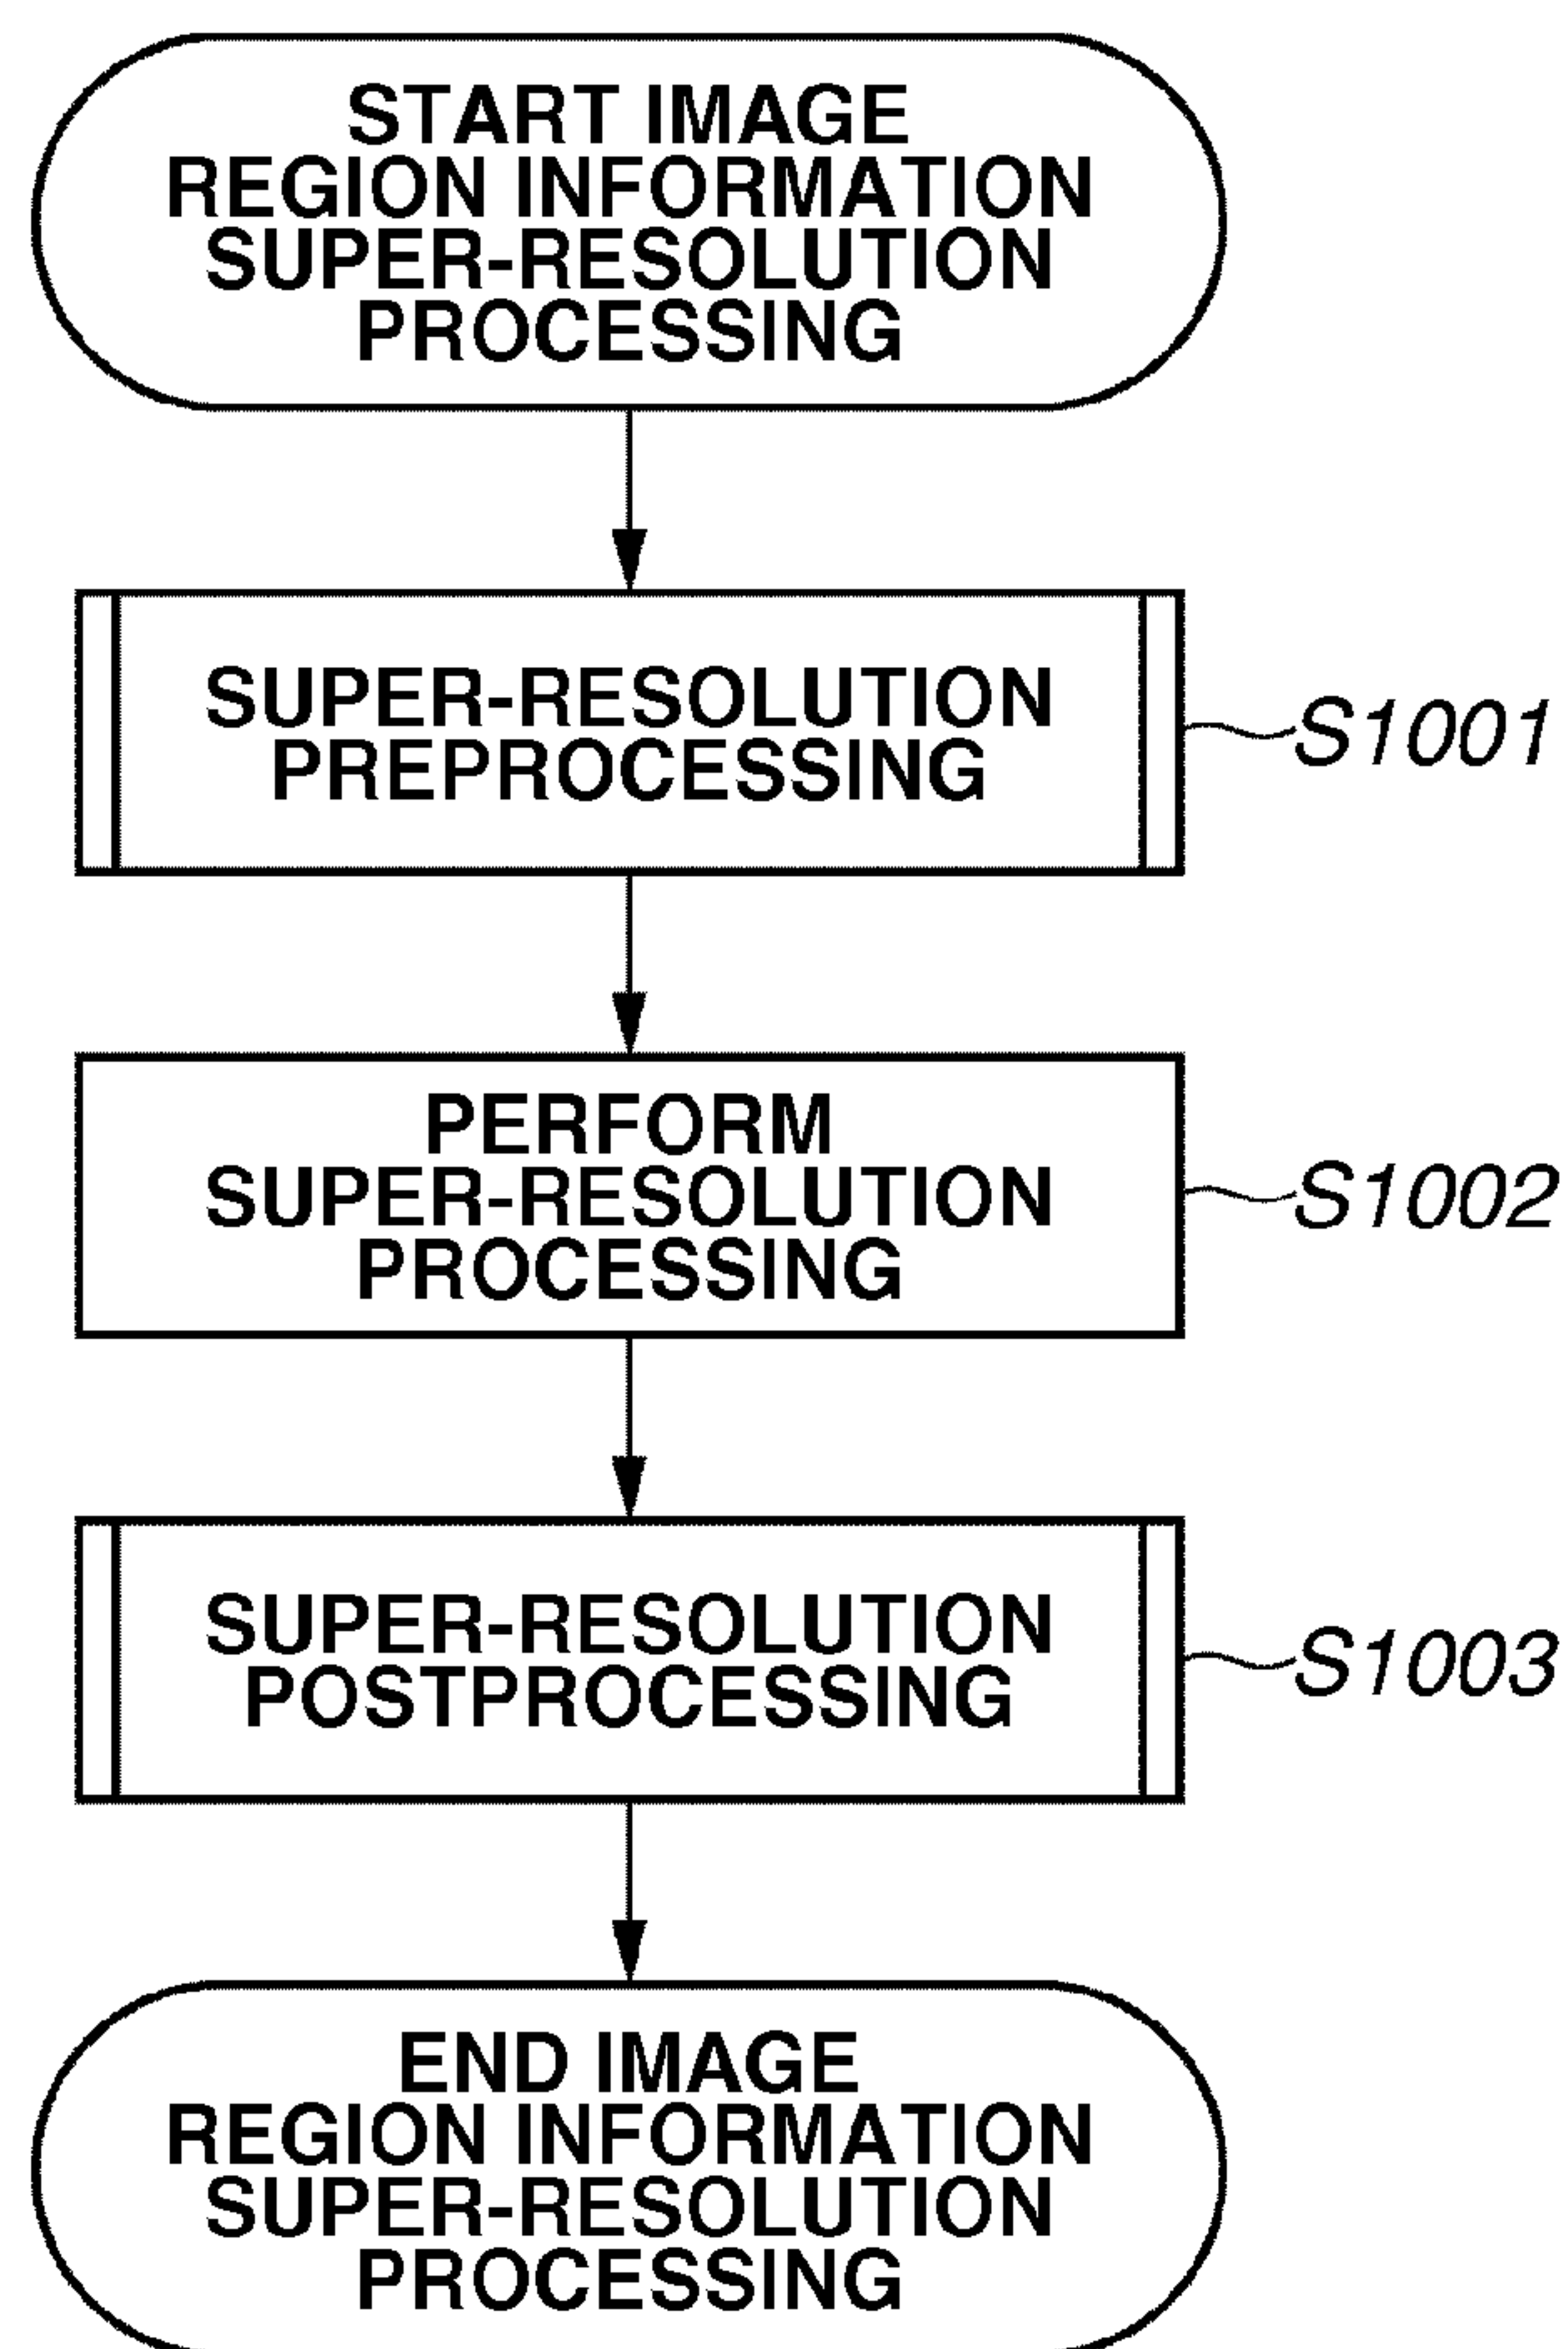 START IMAGE
REGION INFORMATION
SUPER-RESOLUTION
PROCESSING
SUPER-RESOLUTION
PREPROCESSING
S1001
PERFORM
SUPER-RESOLUTION
PROCESSING
S1002
SUPER-RESOLUTION
POSTPROCESSING
S1003
END IMAGE
REGION INFORMATION
SUPER-RESOLUTION
PROCESSING